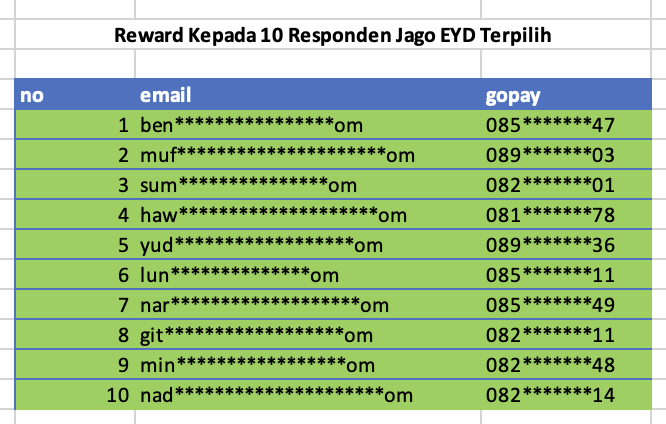 Reward Kepada 10 Responden Jago EYD Terpilih
no email gopay
1 ben****************om 085*******47
2 muf*********************om 089*******03
3 sum***************om 082*******01
4 haw********************om 081*******78
5 yud******************om 089*******36
6 lun**************om 085*******11
7 nar*******************om 085*******49
8 git******************om 082*******11
9 min*****************om 082*******48
10 nad*********************om 082*******14